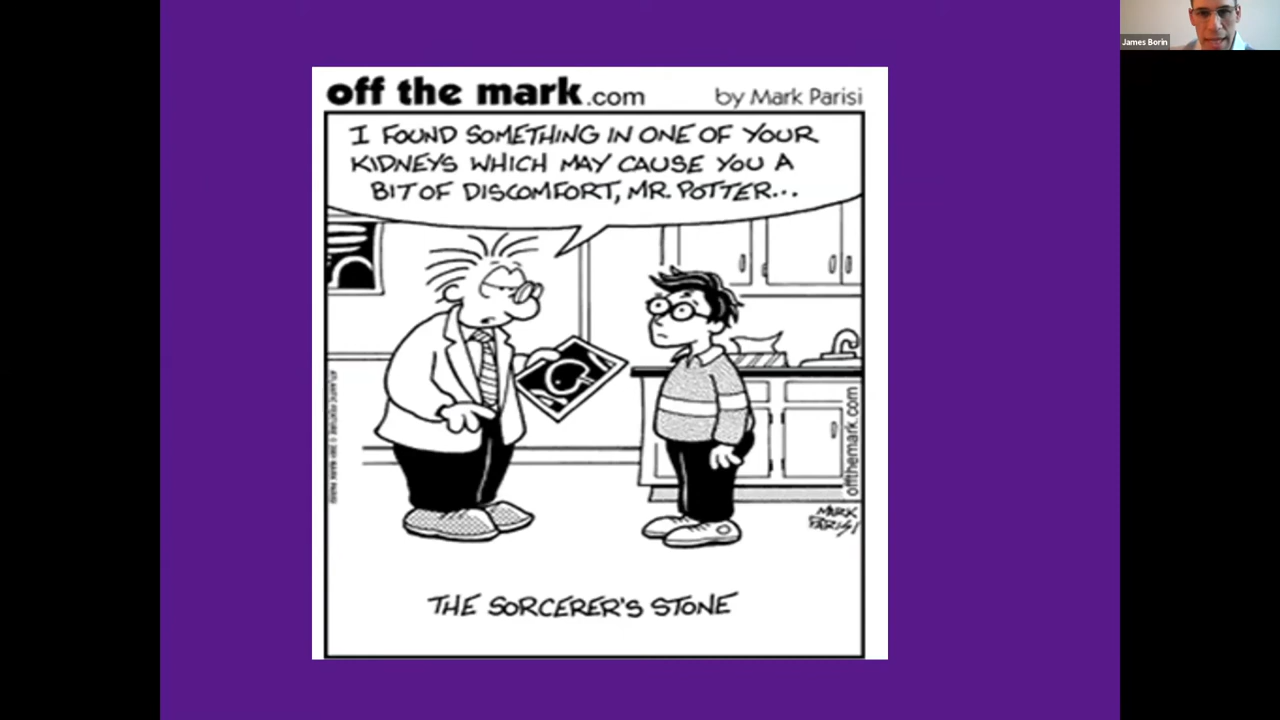 James Borin
off the mark.com by Mark Parisi
I FOUND SOMETHING IN ONE OF YOUR
KIDNEYS WHICH MAY CAUSE YOU A
BIT OF DISCOMFORT, MR. POTTER...
offthemark.com
MARK
PARISI
THE SORCERER'S STONE